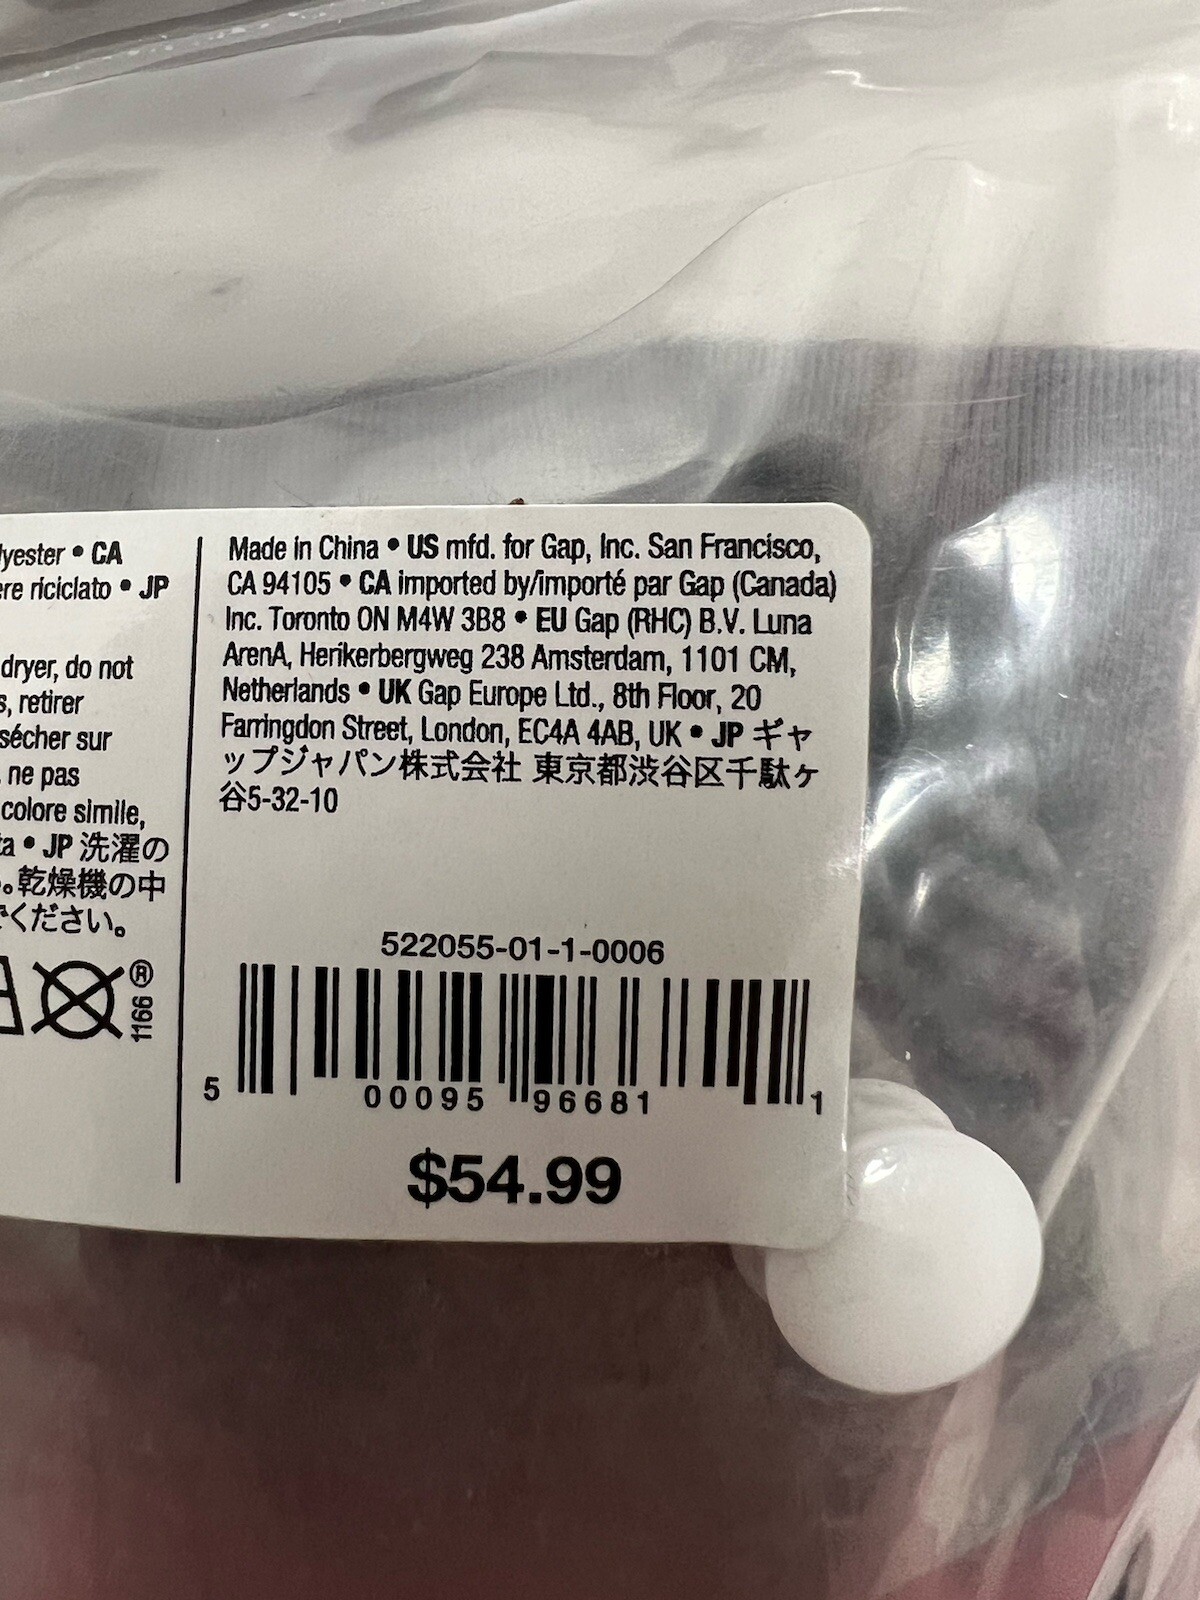 lyester • CA
ere riciclato • JP
dryer, do not
s, retirer
sécher sur
ne pas
colore simile,
ta • JP 洗濯の
。乾燥機の中
でください。
1166 ®
Made in China • US mfd. for Gap, Inc. San Francisco,
CA 94105 • CA imported by/importé par Gap (Canada)
Inc. Toronto ON M4W 3B8 • EU Gap (RHC) B.V. Luna
ArenA, Herikerbergweg 238 Amsterdam, 1101 CM,
Netherlands • UK Gap Europe Ltd., 8th Floor, 20
Farringdon Street, London, EC4A 4AB, UK • JP ギャ
ップジャパン株式会社 東京都渋谷区千駄ヶ
谷5-32-10
522055-01-1-0006
5 00095 96681 1
$54.99